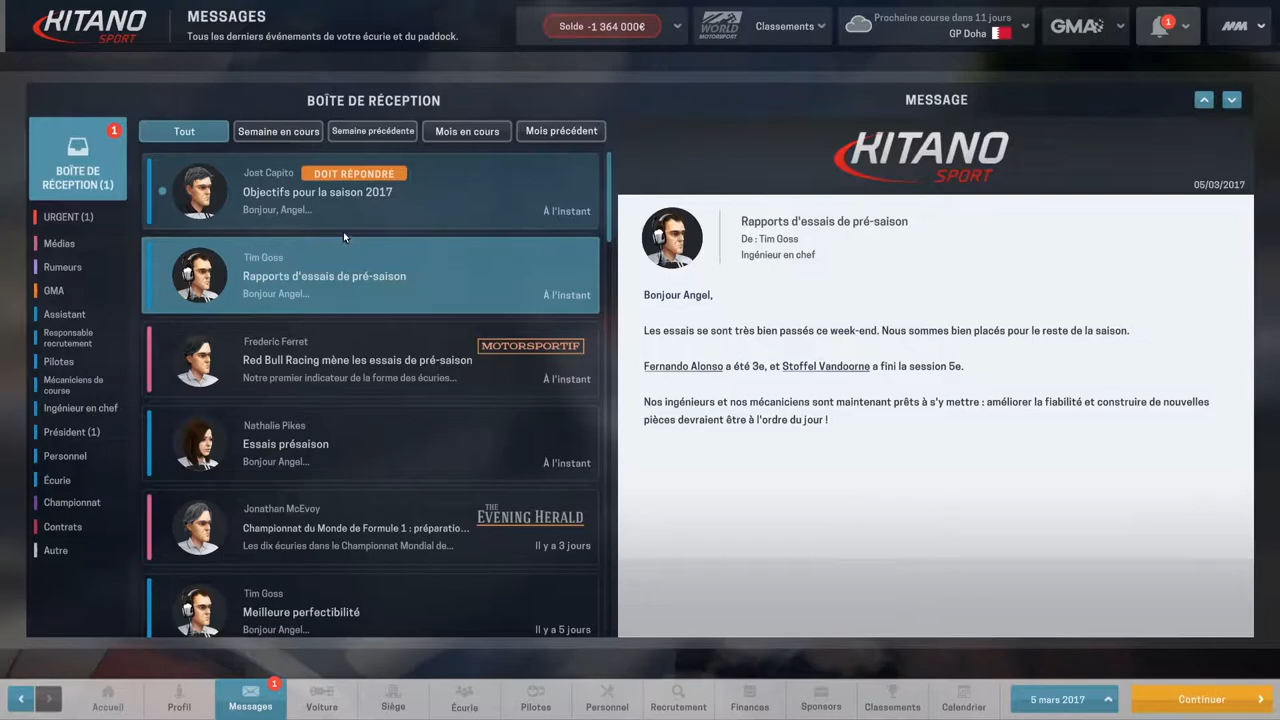 KITANO
SPORT
MESSAGES
Tous les derniers événements de votre écurie et du paddock.
Solde -1 364 000€
WORLD
MOTORSPORT
Classements
Prochaine course dans 11 jours
GP Doha
GMA
1
BOÎTE DE RÉCEPTION
1
BOÎTE DE
RÉCEPTION (1)
URGENT (1)
Médias
Rumeurs
GMA
Assistant
Responsable
recrutement
Pilotes
Mécaniciens de
course
Ingénieur en chef
Président (1)
Personnel
Écurie
Championnat
Contrats
Autre
Tout
Semaine en cours
Semaine précédente
Mois en cours
Mois précédent
Jost Capito
DOIT RÉPONDRE
Objectifs pour la saison 2017
Bonjour, Angel...
À l'instant
Tim Goss
Rapports d'essais de pré-saison
Bonjour Angel...
À l'instant
Frederic Ferret
MOTORSPORTIF
Red Bull Racing mène les essais de pré-saison
Notre premier indicateur de la forme des écuries...
À l'instant
Nathalie Pikes
Essais présaison
Bonjour Angel...
À l'instant
Jonathan McEvoy
THE
EVENING HERALD
Championnat du Monde de Formule 1 : préparatio...
Les dix écuries dans le Championnat Mondial de...
Il y a 3 jours
Tim Goss
Meilleure perfectibilité
Bonjour Angel...
Il y a 5 jours
MESSAGE
KITANO
SPORT
05/03/2017
Rapports d'essais de pré-saison
De : Tim Goss
Ingénieur en chef
Bonjour Angel,
Les essais se sont très bien passés ce week-end. Nous sommes bien placés pour le reste de la saison.
Fernando Alonso a été 3e, et Stoffel Vandoorne a fini la session 5e.
Nos ingénieurs et nos mécaniciens sont maintenant prêts à s'y mettre : améliorer la fiabilité et construire de nouvelles
pièces devraient être à l'ordre du jour !
Accueil
Profil
1
Messages
Voiture
Siège
Écurie
Pilotes
Personnel
Recrutement
Finances
Sponsors
Classements
Calendrier
5 mars 2017
Continuer